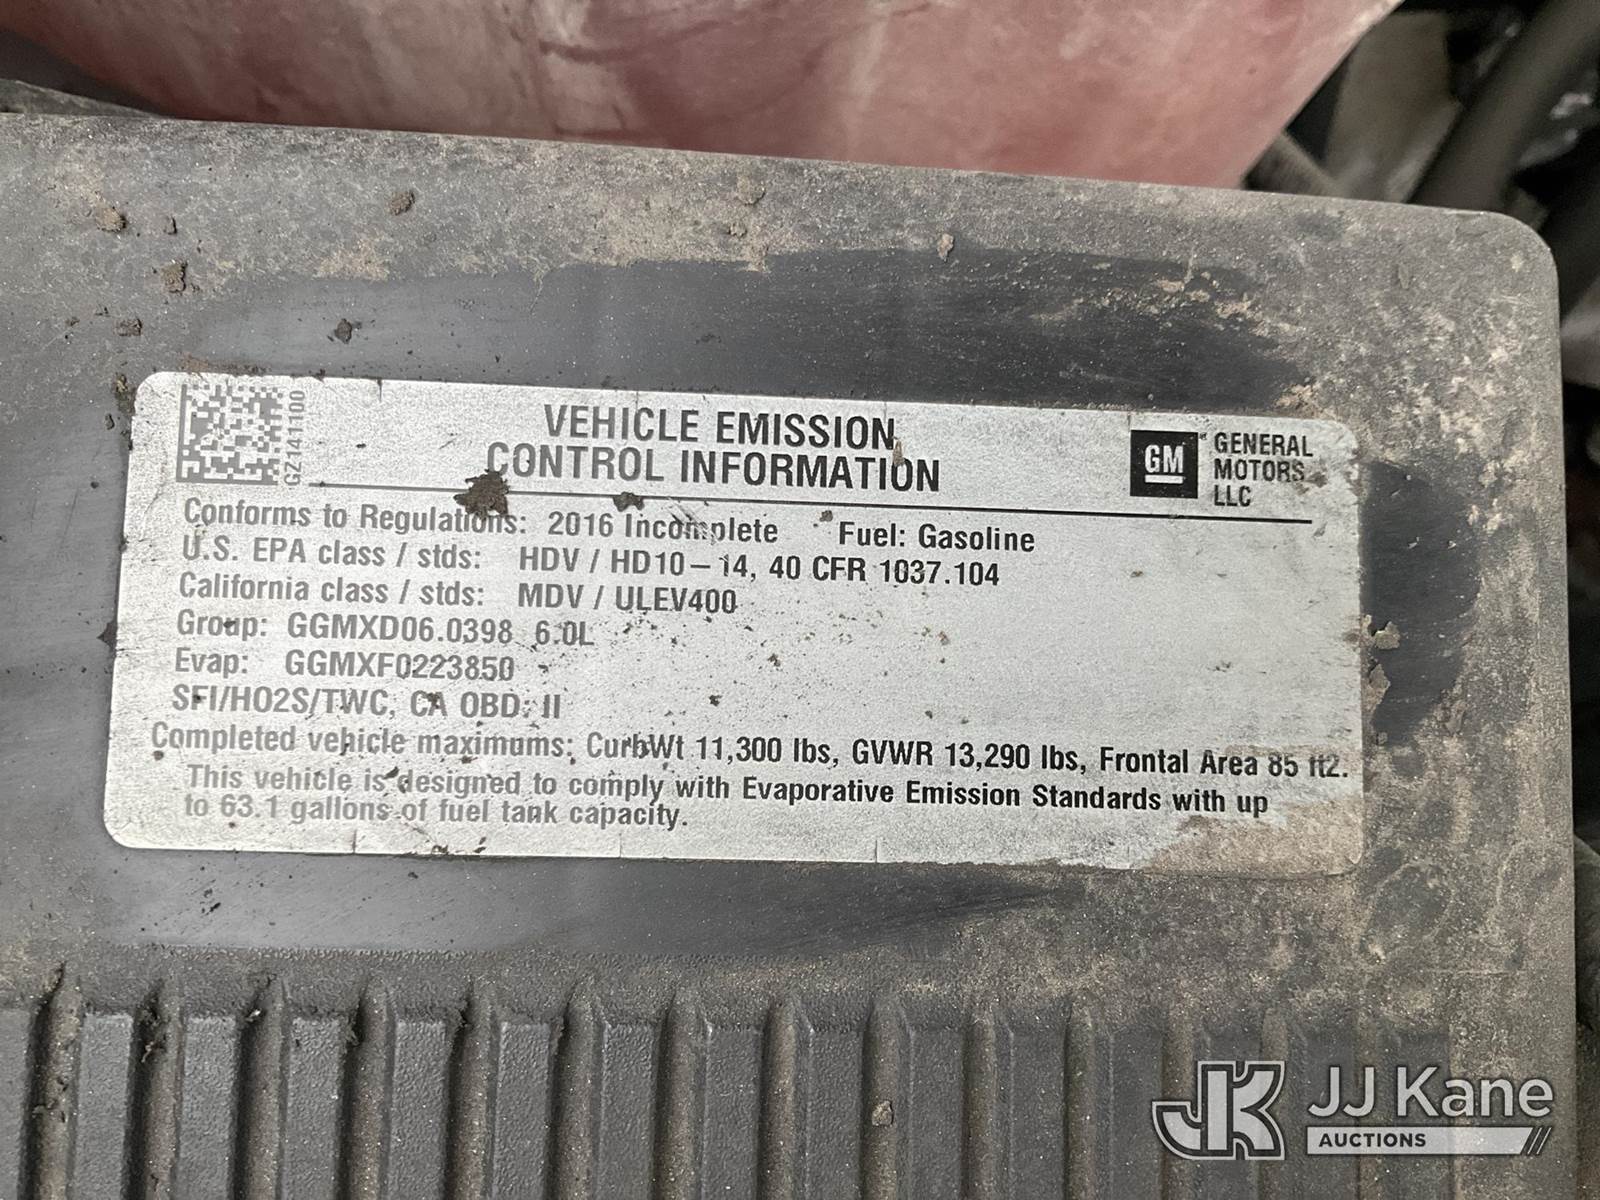 GZ141100
VEHICLE EMISSION
CONTROL INFORMATION
GM
GENERAL
MOTORS
LLC
Conforms to Regulations: 2016 Incomplete Fuel: Gasoline
U.S. EPA class / stds: HDV / HD10-14, 40 CFR 1037.104
California class / stds: MDV / ULEV400
Group: GGMXD06.0398 6.0L
Evap: GGMXF0223850
SFI/HO2S/TWC, CA OBD: II
Completed vehicle maximums: CurbWt 11,300 lbs, GVWR 13,290 lbs, Frontal Area 85 ft2.
This vehicle is designed to comply with Evaporative Emission Standards with up
to 63.1 gallons of fuel tank capacity.
JK JJ Kane
AUCTIONS